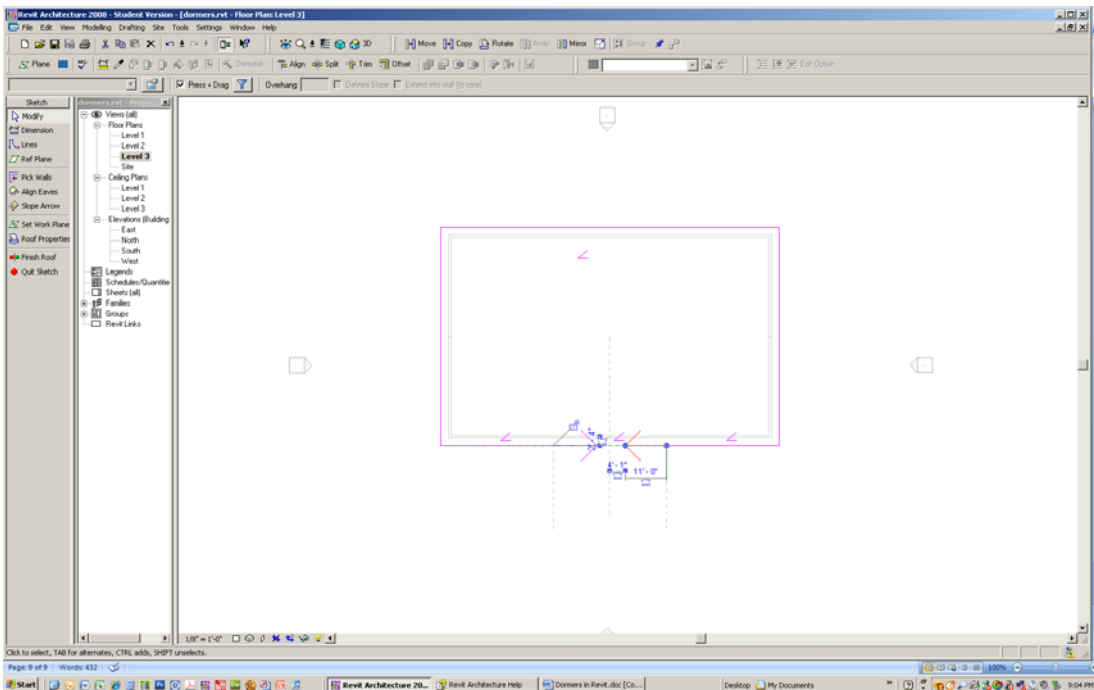 Revit Architecture 2008 - Student Version - [dormers.rvt - Floor Plan: Level 3]
File Edit View Modeling Drafting Site Tools Settings Window Help
3D Move Copy Rotate Array Mirror Group
Plane Demolish Align Split Trim Offset Edit Option
Press + Drag Overhang: Defines Slope Extend into wall (to core)
Sketch
Modify
Dimension
Lines
Ref Plane
Pick Walls
Align Eaves
Slope Arrow
Set Work Plane
Roof Properties
Finish Roof
Quit Sketch
dormers.rvt - Projec...
Views (all)
Floor Plans
Level 1
Level 2
Level 3
Site
Ceiling Plans
Level 1
Level 2
Level 3
Elevations (Building
East
North
South
West
Legends
Schedules/Quantitie
Sheets (all)
Families
Groups
Revit Links
4' - 1"
11' - 0"
1/8" = 1'-0"
Click to select, TAB for alternates, CTRL adds, SHIFT unselects.
Page: 9 of 9 Words: 432 100%
Start Revit Architecture 20... Revit Architecture Help Dormers in Revit.doc [Co... Desktop My Documents 9:04 PM